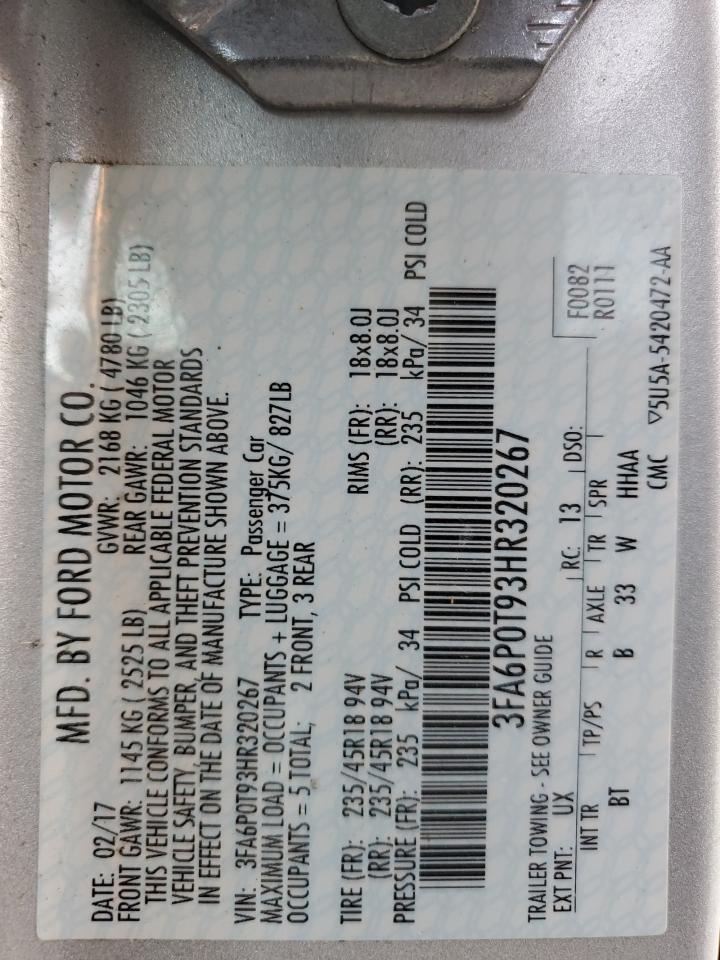 MFD. BY FORD MOTOR CO.
DATE: 02/17 GVWR: 2168 KG ( 4780 LB)
FRONT GAWR: 1145 KG ( 2525 LB) REAR GAWR: 1046 KG ( 2305 LB)
THIS VEHICLE CONFORMS TO ALL APPLICABLE FEDERAL MOTOR
VEHICLE SAFETY, BUMPER, AND THEFT PREVENTION STANDARDS
IN EFFECT ON THE DATE OF MANUFACTURE SHOWN ABOVE.
VIN: 3FA6P0T93HR320267 TYPE: Passenger Car
MAXIMUM LOAD = OCCUPANTS + LUGGAGE = 375KG/ 827LB
OCCUPANTS = 5 TOTAL, 2 FRONT, 3 REAR
TIRE (FR): 235/45R18 94V RIMS (FR): 18x8.0J
(RR): 235/45R18 94V (RR): 18x8.0J
PRESSURE (FR): 235 kPa/ 34 PSI COLD (RR): 235 kPa/ 34 PSI COLD
3FA6P0T93HR320267
TRAILER TOWING - SEE OWNER GUIDE
EXT PNT: UX RC: 13 DSO: F0082
R0111
INT TR TP/PS R AXLE TR SPR
BT B 33 W HHAA
CMC ▽5U5A-5420472-AA